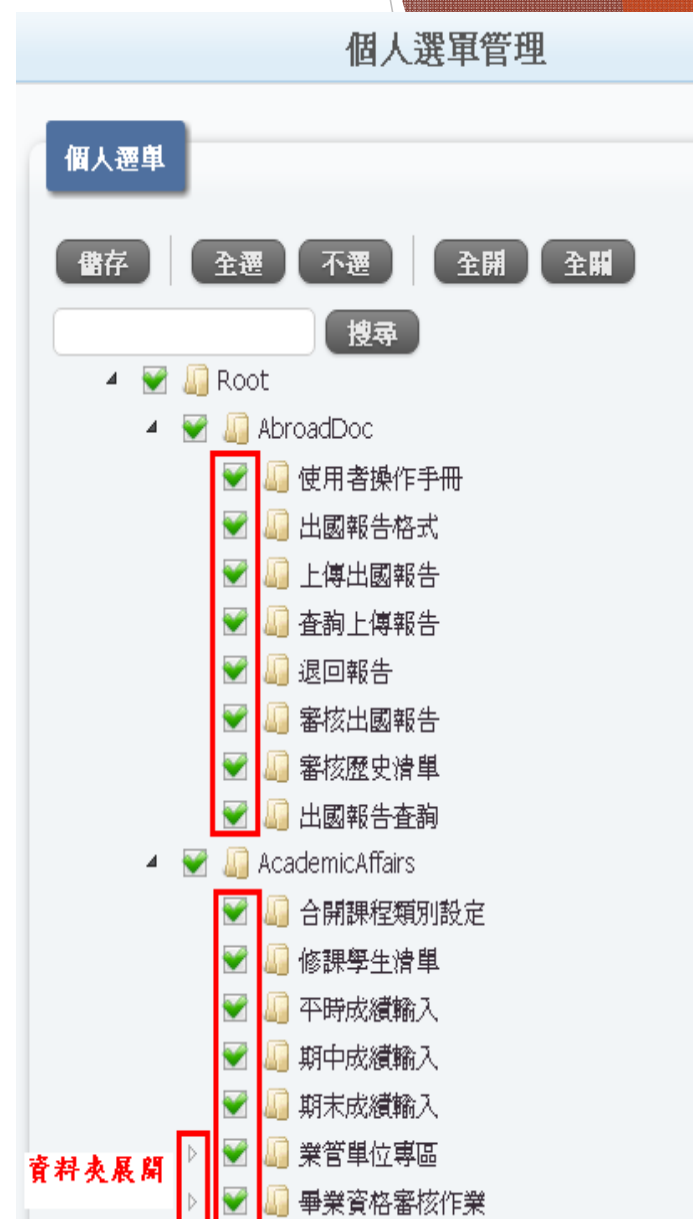 個人選單管理
個人選單
儲存 全選 不選 全開 全關
搜尋
Root
AbroadDoc
使用者操作手冊
出國報告格式
上傳出國報告
查詢上傳報告
退回報告
審核出國報告
審核歷史清單
出國報告查詢
AcademicAffairs
合開課程類別設定
修課學生清單
平時成績輸入
期中成績輸入
期末成績輸入
資料夾展開 業管單位專區
畢業資格審核作業